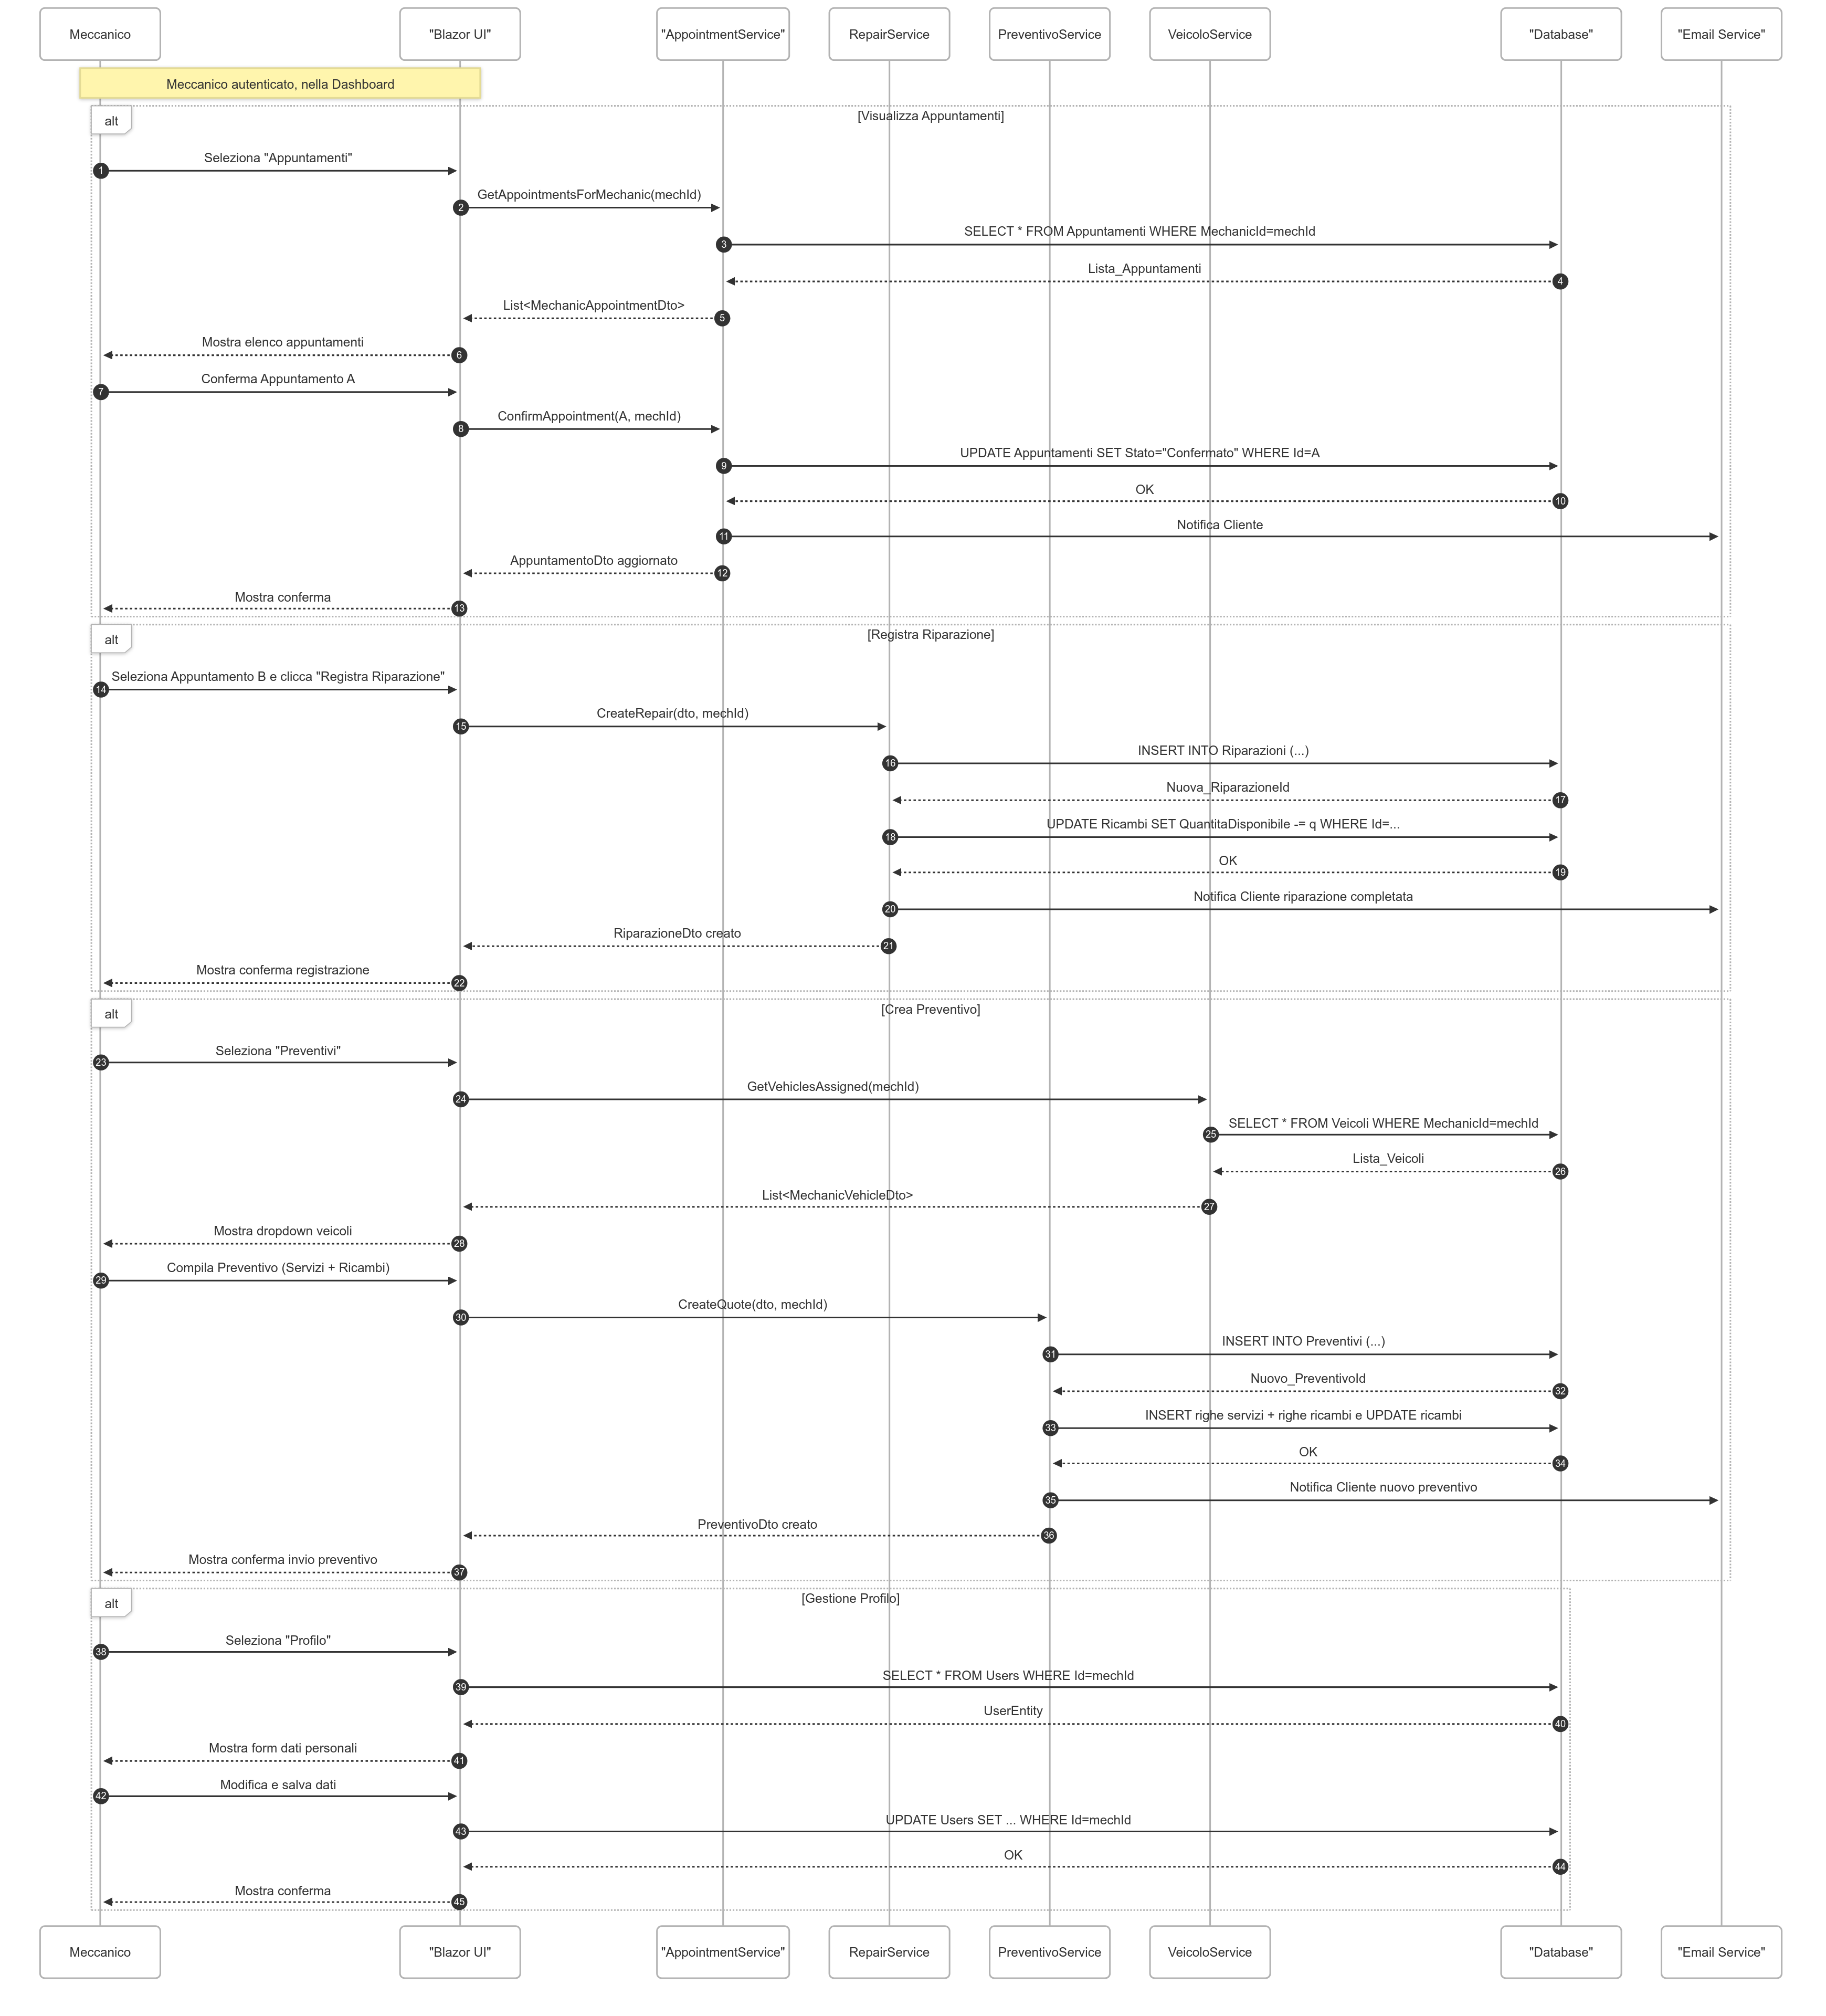 Meccanico
"Blazor UI"
"AppointmentService"
RepairService
PreventivoService
VeicoloService
"Database"
"Email Service"
Meccanico autenticato, nella Dashboard
alt
[Visualizza Appuntamenti]
Seleziona "Appuntamenti"
1
GetAppointmentsForMechanic(mechId)
2
SELECT * FROM Appuntamenti WHERE MechanicId=mechId
3
Lista_Appuntamenti
4
List<MechanicAppointmentDto>
5
Mostra elenco appuntamenti
6
Conferma Appuntamento A
7
ConfirmAppointment(A, mechId)
8
UPDATE Appuntamenti SET Stato="Confermato" WHERE Id=A
9
OK
10
Notifica Cliente
11
AppuntamentoDto aggiornato
12
Mostra conferma
13
alt
[Registra Riparazione]
Seleziona Appuntamento B e clicca "Registra Riparazione"
14
CreateRepair(dto, mechId)
15
INSERT INTO Riparazioni (...)
16
Nuova_RiparazioneId
17
UPDATE Ricambi SET QuantitaDisponibile -= q WHERE Id=...
18
OK
19
Notifica Cliente riparazione completata
20
RiparazioneDto creato
21
Mostra conferma registrazione
22
alt
[Crea Preventivo]
Seleziona "Preventivi"
23
GetVehiclesAssigned(mechId)
24
SELECT * FROM Veicoli WHERE MechanicId=mechId
25
Lista_Veicoli
26
List<MechanicVehicleDto>
27
Mostra dropdown veicoli
28
Compila Preventivo (Servizi + Ricambi)
29
CreateQuote(dto, mechId)
30
INSERT INTO Preventivi (...)
31
Nuovo_PreventivoId
32
INSERT righe servizi + righe ricambi e UPDATE ricambi
33
OK
34
Notifica Cliente nuovo preventivo
35
PreventivoDto creato
36
Mostra conferma invio preventivo
37
alt
[Gestione Profilo]
Seleziona "Profilo"
38
SELECT * FROM Users WHERE Id=mechId
39
UserEntity
40
Mostra form dati personali
41
Modifica e salva dati
42
UPDATE Users SET ... WHERE Id=mechId
43
OK
44
Mostra conferma
45
Meccanico
"Blazor UI"
"AppointmentService"
RepairService
PreventivoService
VeicoloService
"Database"
"Email Service"